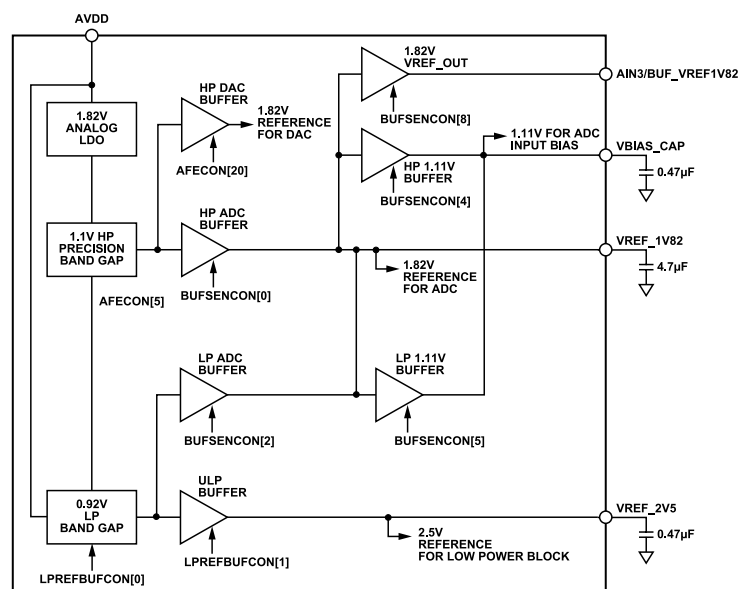 AVDD
1.82V
ANALOG
LDO
HP DAC
BUFFER
1.82V
REFERENCE
FOR DAC
AFECON[20]
1.82V
VREF_OUT
BUFSENCON[8]
AIN3/BUF_VREF1V82
1.11V FOR ADC
INPUT BIAS
HP 1.11V
BUFFER
BUFSENCON[4]
VBIAS_CAP
0.47µF
1.1V HP
PRECISION
BAND GAP
AFECON[5]
HP ADC
BUFFER
BUFSENCON[0]
1.82V
REFERENCE
FOR ADC
VREF_1V82
4.7µF
LP ADC
BUFFER
BUFSENCON[2]
LP 1.11V
BUFFER
BUFSENCON[5]
0.92V
LP
BAND GAP
LPREFBUFCON[0]
ULP
BUFFER
LPREFBUFCON[1]
2.5V
REFERENCE
FOR LOW POWER BLOCK
VREF_2V5
0.47µF